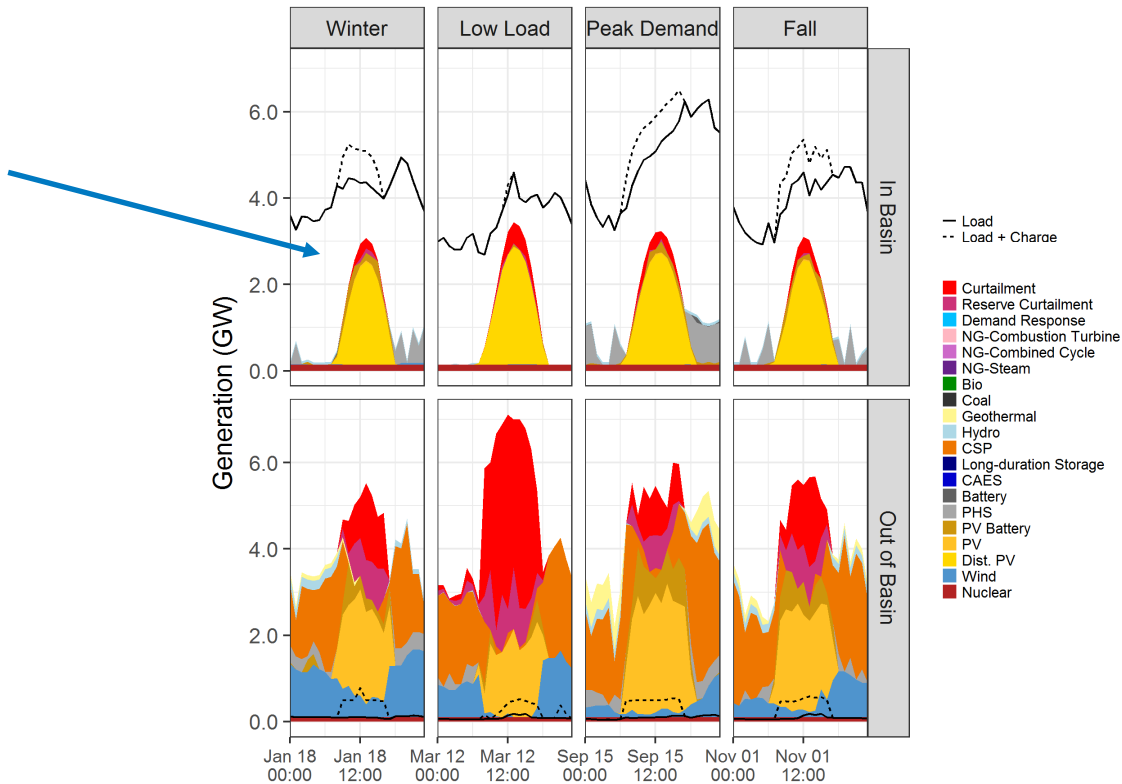 Winter
Low Load
Peak Demand
Fall
Generation (GW)
6.0
4.0
2.0
0.0
In Basin
6.0
4.0
2.0
0.0
Out of Basin
Jan 18
00:00
Jan 18
12:00
Mar 12
00:00
Mar 12
12:00
Sep 15
00:00
Sep 15
12:00
Nov 01
00:00
Nov 01
12:00
Load
Load + Charge
Curtailment
Reserve Curtailment
Demand Response
NG-Combustion Turbine
NG-Combined Cycle
NG-Steam
Bio
Coal
Geothermal
Hydro
CSP
Long-duration Storage
CAES
Battery
PHS
PV Battery
PV
Dist. PV
Wind
Nuclear